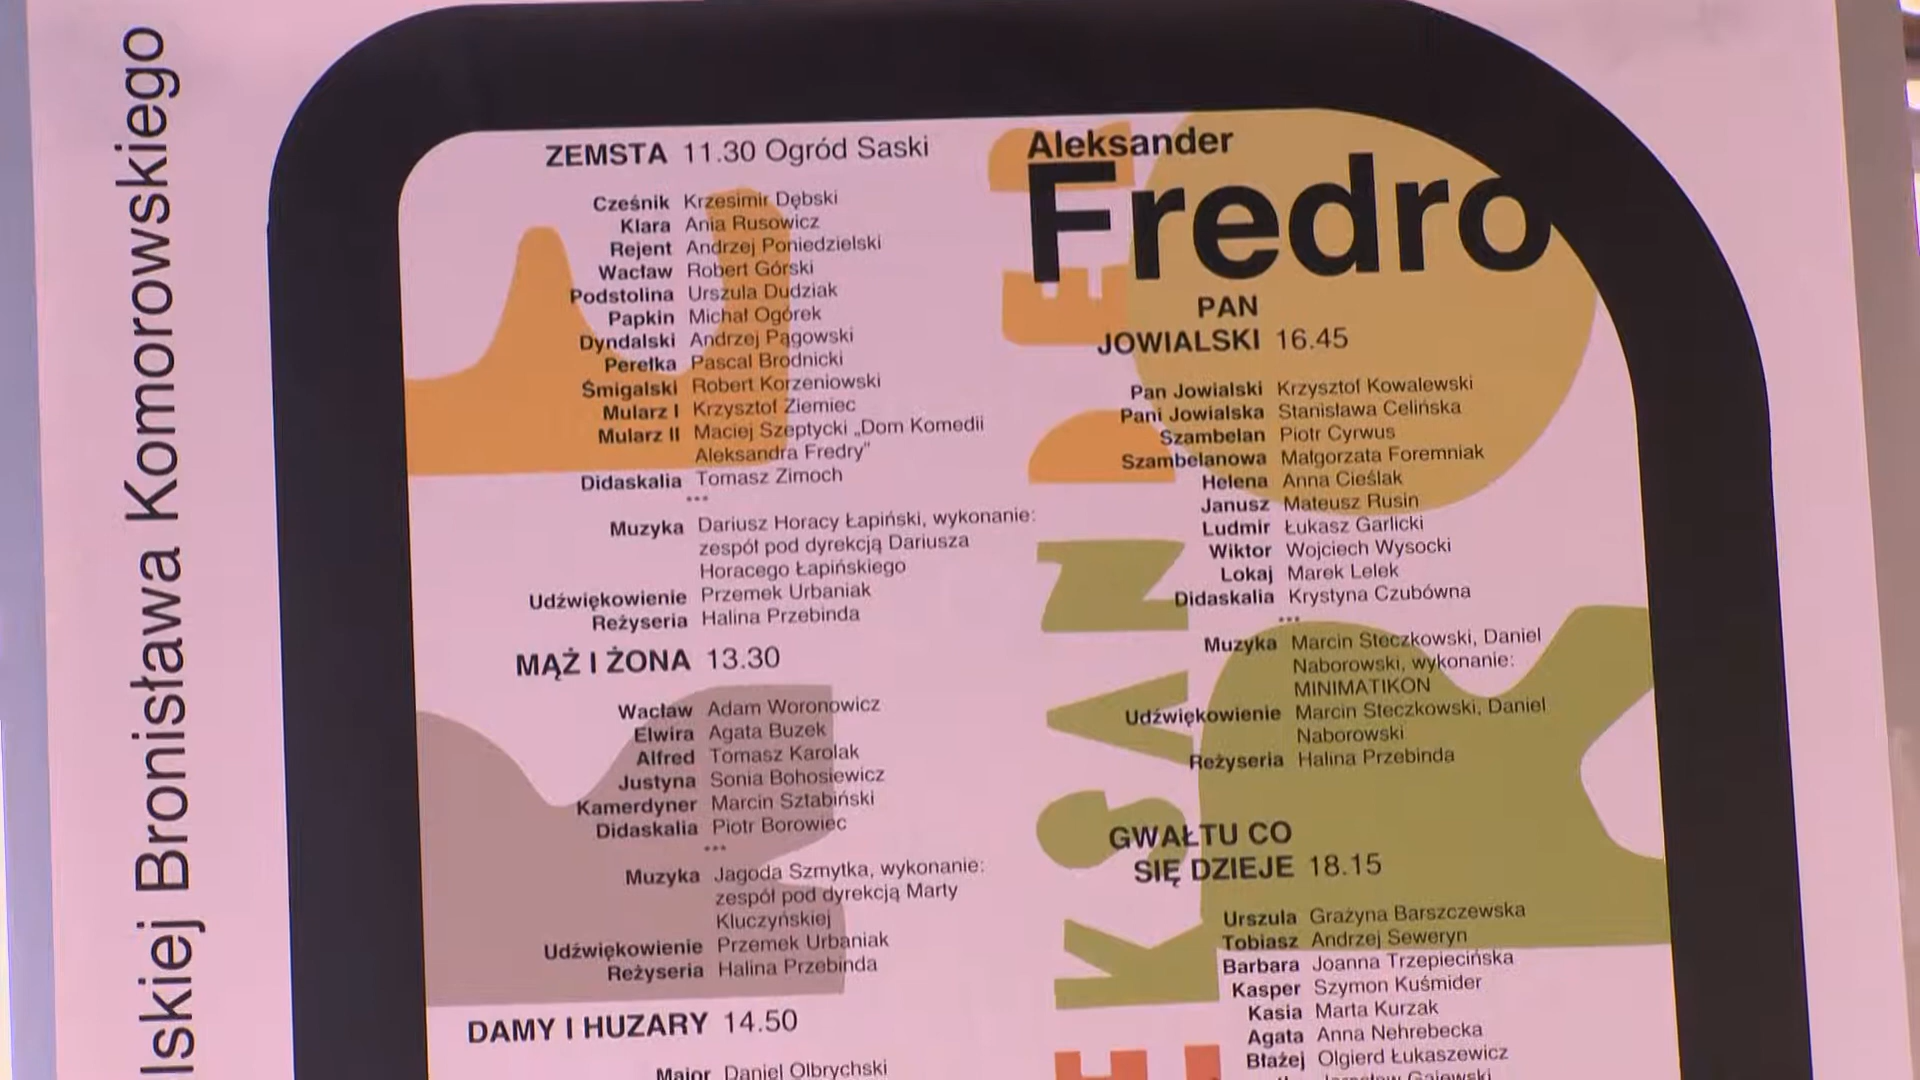 lskiej Bronisława Komorowskiego
ZEMSTA 11.30 Ogród Saski
Cześnik Krzesimir Dębski
Klara Ania Rusowicz
Rejent Andrzej Poniedzielski
Wacław Robert Górski
Podstolina Urszula Dudziak
Papkin Michał Ogórek
Dyndalski Andrzej Pągowski
Perełka Pascal Brodnicki
Śmigalski Robert Korzeniowski
Mularz I Krzysztof Ziemiec
Mularz II Maciej Szeptycki „Dom Komedii
Aleksandra Fredry”
Didaskalia Tomasz Zimoch
•••
Muzyka Dariusz Horacy Łapiński, wykonanie:
zespół pod dyrekcją Dariusza
Horacego Łapińskiego
Udźwiękowienie Przemek Urbaniak
Reżyseria Halina Przebinda
MĄŻ I ŻONA 13.30
Wacław Adam Woronowicz
Elwira Agata Buzek
Alfred Tomasz Karolak
Justyna Sonia Bohosiewicz
Kamerdyner Marcin Sztabiński
Didaskalia Piotr Borowiec
•••
Muzyka Jagoda Szmytka, wykonanie:
zespół pod dyrekcją Marty
Kluczyńskiej
Udźwiękowienie Przemek Urbaniak
Reżyseria Halina Przebinda
DAMY I HUZARY 14.50
Major Daniel Olbrychski
EKSANDER
Aleksander
Fredro
PAN
JOWIALSKI 16.45
Pan Jowialski Krzysztof Kowalewski
Pani Jowialska Stanisława Celińska
Szambelan Piotr Cyrwus
Szambelanowa Małgorzata Foremniak
Helena Anna Cieślak
Janusz Mateusz Rusin
Ludmir Łukasz Garlicki
Wiktor Wojciech Wysocki
Lokaj Marek Lelek
Didaskalia Krystyna Czubówna
•••
Muzyka Marcin Steczkowski, Daniel
Naborowski, wykonanie:
MINIMATIKON
Udźwiękowienie Marcin Steczkowski, Daniel
Naborowski
Reżyseria Halina Przebinda
GWAŁTU CO
SIĘ DZIEJE 18.15
Urszula Grażyna Barszczewska
Tobiasz Andrzej Seweryn
Barbara Joanna Trzepiecińska
Kasper Szymon Kuśmider
Kasia Marta Kurzak
Agata Anna Nehrebecka
Błażej Olgierd Łukaszewicz
Jarosław Gajewski